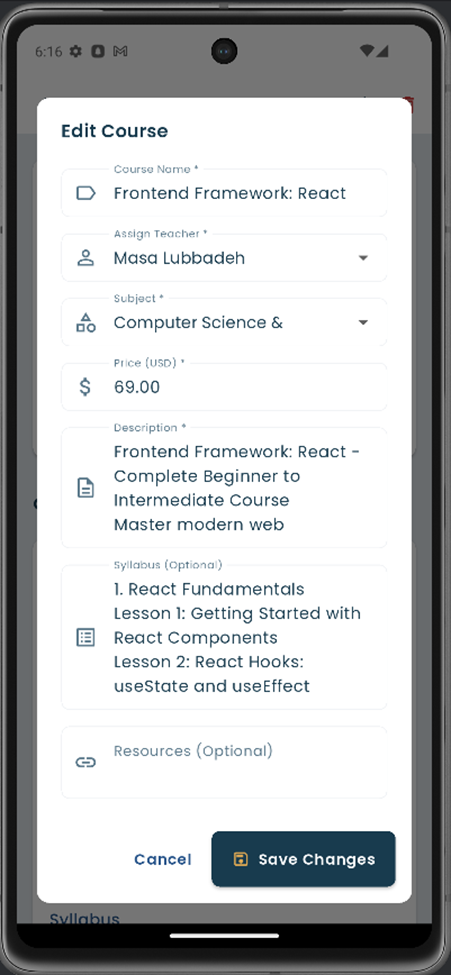 6:16
Edit Course
Course Name *
Frontend Framework: React
Assign Teacher *
Masa Lubbadeh
Subject *
Computer Science &
Price (USD) *
69.00
Description *
Frontend Framework: React -
Complete Beginner to
Intermediate Course
Master modern web
Syllabus (Optional)
1. React Fundamentals
Lesson 1: Getting Started with
React Components
Lesson 2: React Hooks:
useState and useEffect
Resources (Optional)
Cancel
Save Changes
Syllabus